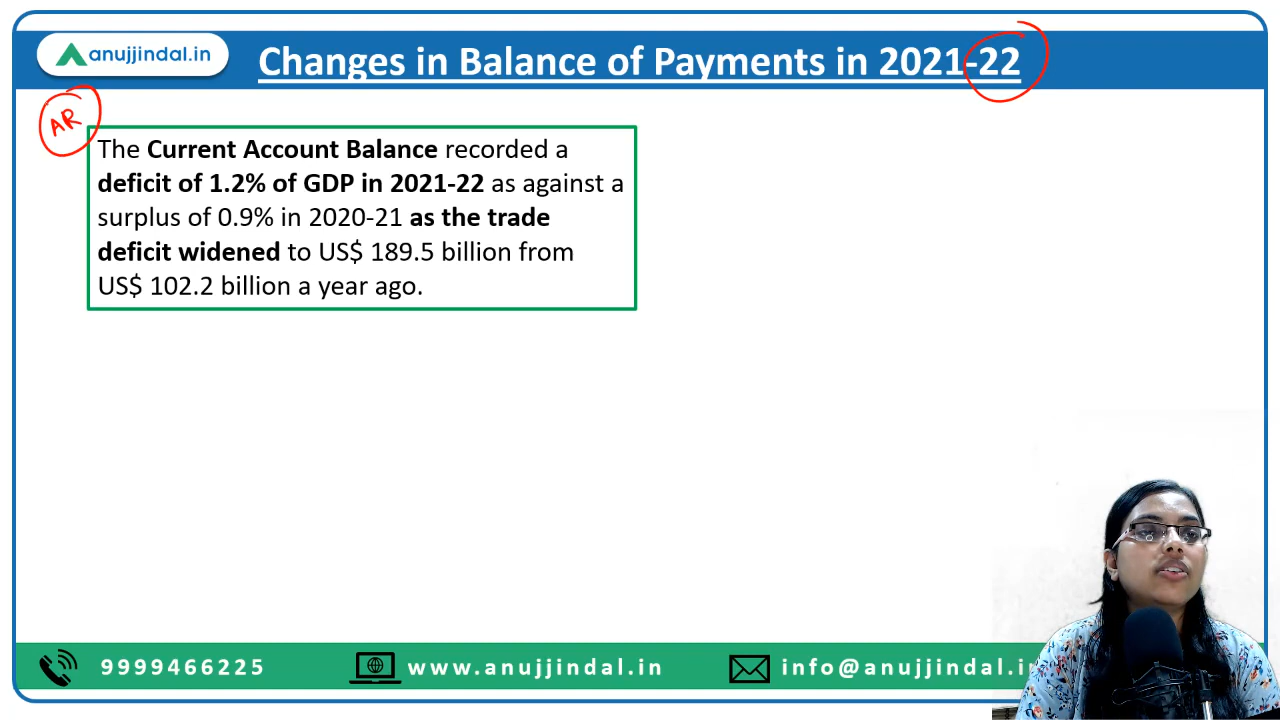 anujjindal.in
Changes in Balance of Payments in 2021-22
AR
The Current Account Balance recorded a
deficit of 1.2% of GDP in 2021-22 as against a
surplus of 0.9% in 2020-21 as the trade
deficit widened to US$ 189.5 billion from
US$ 102.2 billion a year ago.
9999466225
www.anujjindal.in
info@anujjindal.in